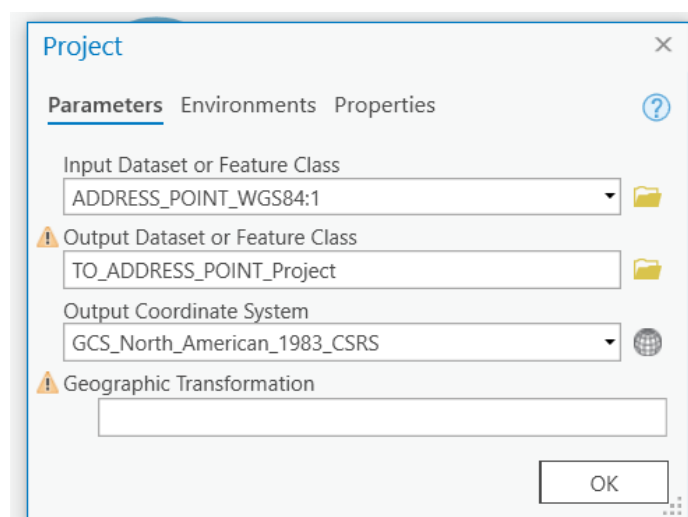 Project
Parameters Environments Properties
Input Dataset or Feature Class
ADDRESS_POINT_WGS84:1
Output Dataset or Feature Class
TO_ADDRESS_POINT_Project
Output Coordinate System
GCS_North_American_1983_CSRS
Geographic Transformation
OK